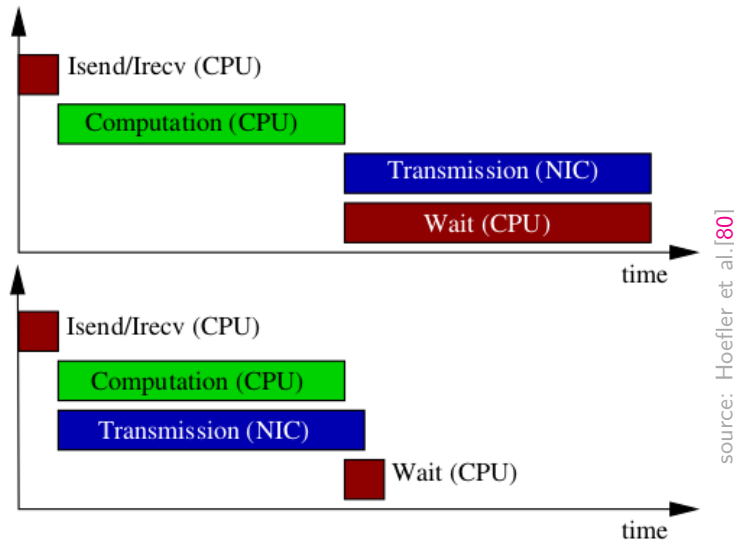 Isend/Irecv (CPU)
Computation (CPU)
Transmission (NIC)
Wait (CPU)
time
Isend/Irecv (CPU)
Computation (CPU)
Transmission (NIC)
Wait (CPU)
time
source: Hoefler et al.[80]